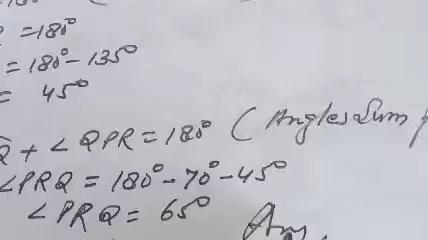 = 180°
= 180° - 135°
= 45°
Q + ∠QPR = 180° (Angles Sum
∠PRQ = 180° - 70° - 45°
∠PRQ = 65°
Ans.